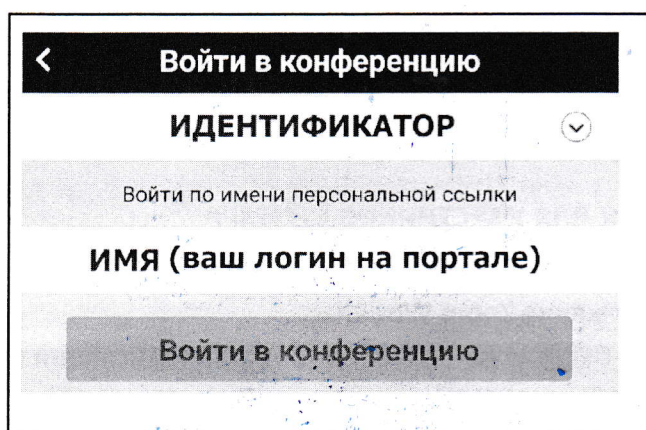 Войти в конференцию
ИДЕНТИФИКАТОР
Войти по имени персональной ссылки
ИМЯ (ваш логин на портале)
Войти в конференцию